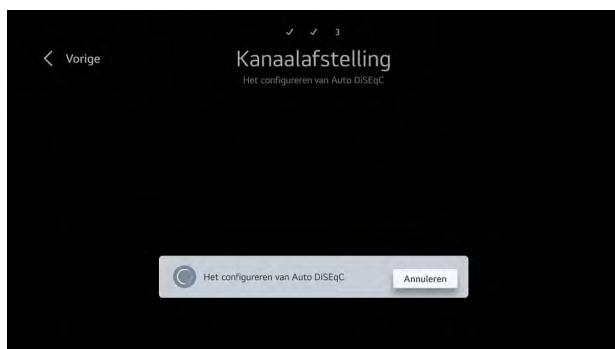 ✓ ✓ 3
Vorige
Kanaalafstelling
Het configureren van Auto DiSEqC
Het configureren van Auto DiSEqC
Annuleren